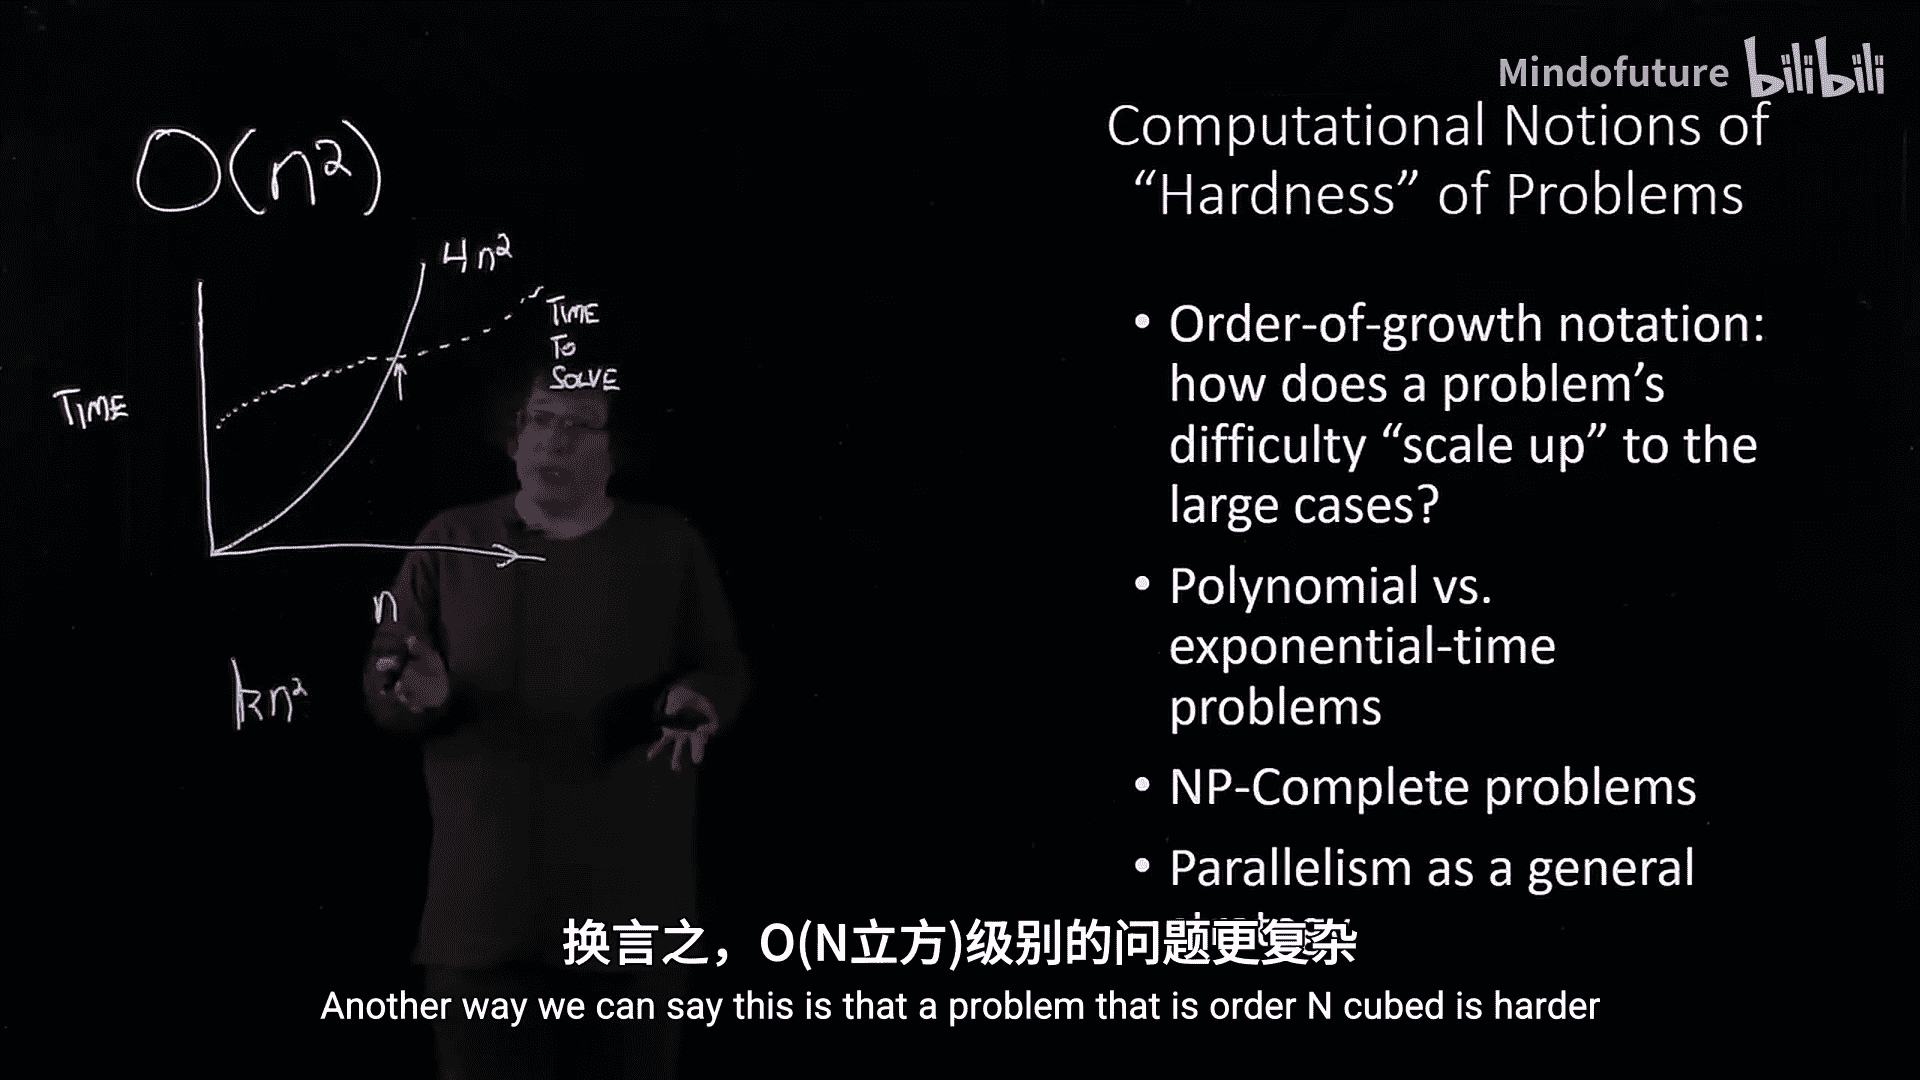 Mindofuture bilibili
Computational Notions of
“Hardness” of Problems
O(n²)
4n²
TIME
TO
SOLVE
TIME
n
kn²
• Order-of-growth notation:
how does a problem’s
difficulty “scale up” to the
large cases?
• Polynomial vs.
exponential-time
problems
• NP-Complete problems
• Parallelism as a general
换言之，O(N立方)级别的问题更复杂
Another way we can say this is that a problem that is order N cubed is harder